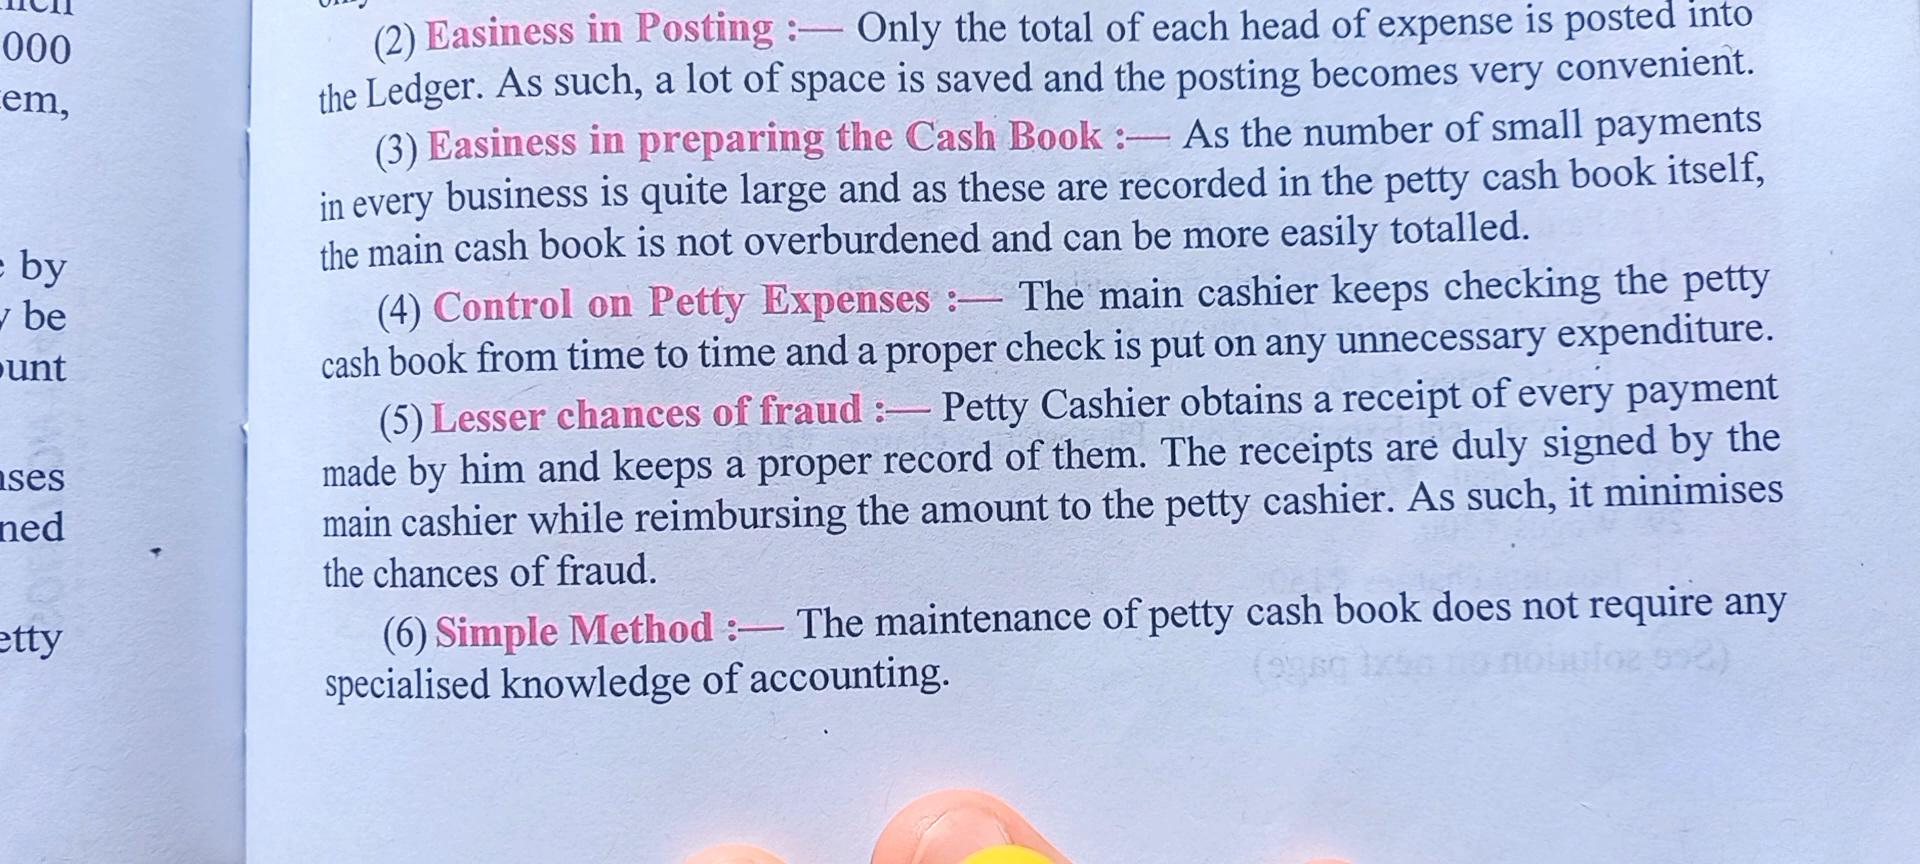 000
em,
by
be
unt
ned
etty
(2) Easiness in Posting :— Only the total of each head of expense is posted into
the Ledger. As such, a lot of space is saved and the posting becomes very convenient.
(3) Easiness in preparing the Cash Book :— As the number of small payments
in every business is quite large and as these are recorded in the petty cash book itself,
the main cash book is not overburdened and can be more easily totalled.
(4) Control on Petty Expenses :— The main cashier keeps checking the petty
cash book from time to time and a proper check is put on any unnecessary expenditure.
(5) Lesser chances of fraud :— Petty Cashier obtains a receipt of every payment
made by him and keeps a proper record of them. The receipts are duly signed by the
main cashier while reimbursing the amount to the petty cashier. As such, it minimises
the chances of fraud.
(6) Simple Method :— The maintenance of petty cash book does not require any
specialised knowledge of accounting.